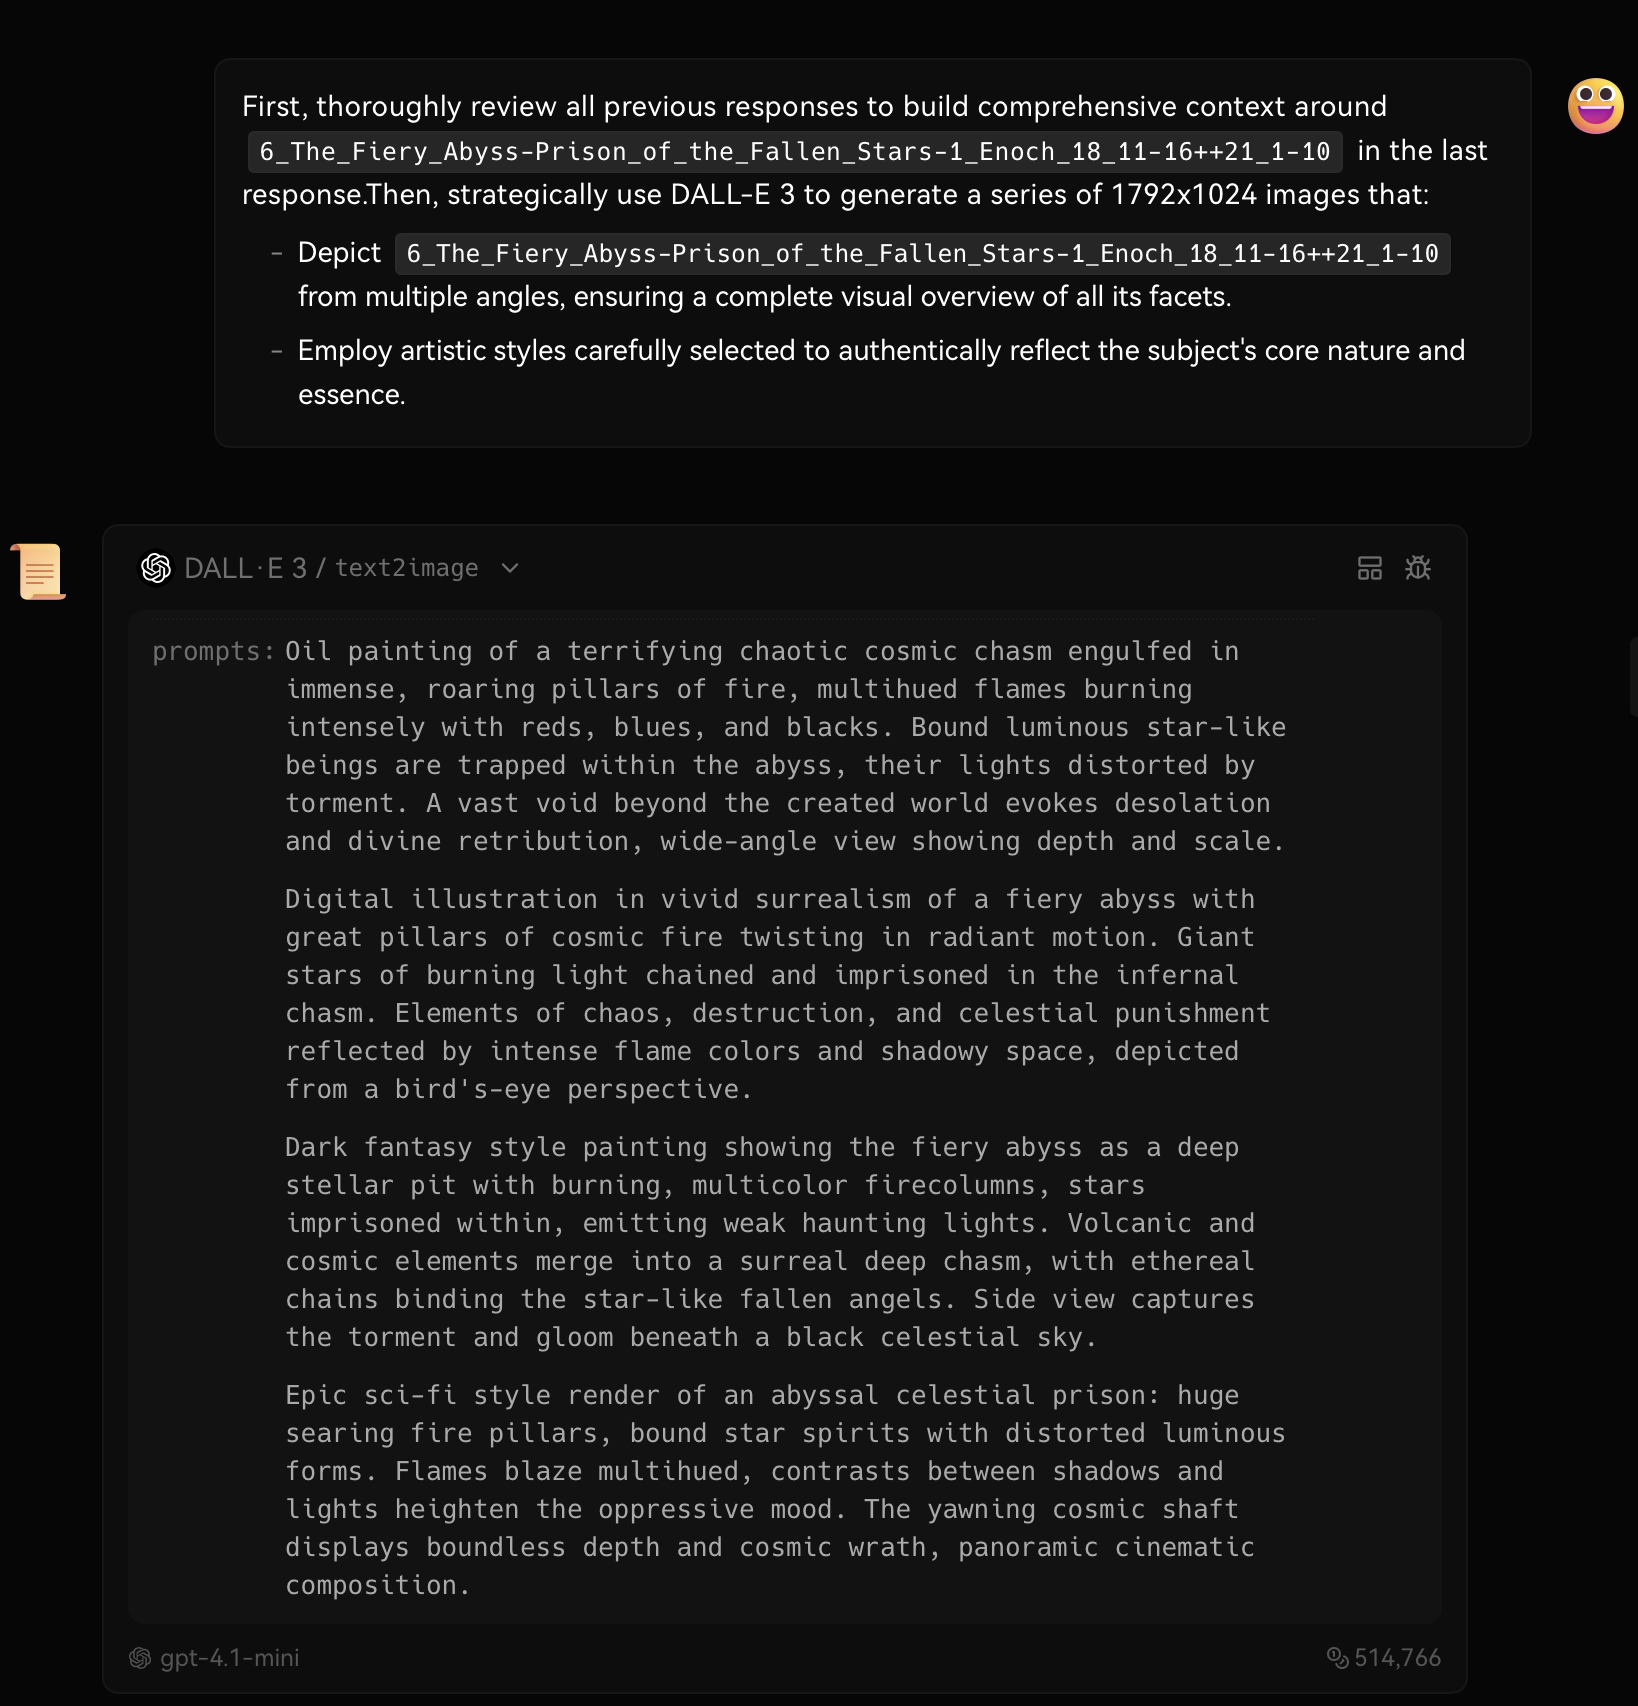 First, thoroughly review all previous responses to build comprehensive context around
6_The_Fiery_Abyss-Prison_of_the_Fallen_Stars-1_Enoch_18_11-16++21_1-10 in the last
response.Then, strategically use DALL-E 3 to generate a series of 1792x1024 images that:
- Depict 6_The_Fiery_Abyss-Prison_of_the_Fallen_Stars-1_Enoch_18_11-16++21_1-10
from multiple angles, ensuring a complete visual overview of all its facets.
- Employ artistic styles carefully selected to authentically reflect the subject's core nature and
essence.
DALL·E 3 / text2image
prompts: Oil painting of a terrifying chaotic cosmic chasm engulfed in
immense, roaring pillars of fire, multihued flames burning
intensely with reds, blues, and blacks. Bound luminous star-like
beings are trapped within the abyss, their lights distorted by
torment. A vast void beyond the created world evokes desolation
and divine retribution, wide-angle view showing depth and scale.
Digital illustration in vivid surrealism of a fiery abyss with
great pillars of cosmic fire twisting in radiant motion. Giant
stars of burning light chained and imprisoned in the infernal
chasm. Elements of chaos, destruction, and celestial punishment
reflected by intense flame colors and shadowy space, depicted
from a bird's-eye perspective.
Dark fantasy style painting showing the fiery abyss as a deep
stellar pit with burning, multicolor firecolumns, stars
imprisoned within, emitting weak haunting lights. Volcanic and
cosmic elements merge into a surreal deep chasm, with ethereal
chains binding the star-like fallen angels. Side view captures
the torment and gloom beneath a black celestial sky.
Epic sci-fi style render of an abyssal celestial prison: huge
searing fire pillars, bound star spirits with distorted luminous
forms. Flames blaze multihued, contrasts between shadows and
lights heighten the oppressive mood. The yawning cosmic shaft
displays boundless depth and cosmic wrath, panoramic cinematic
composition.
gpt-4.1-mini
514,766